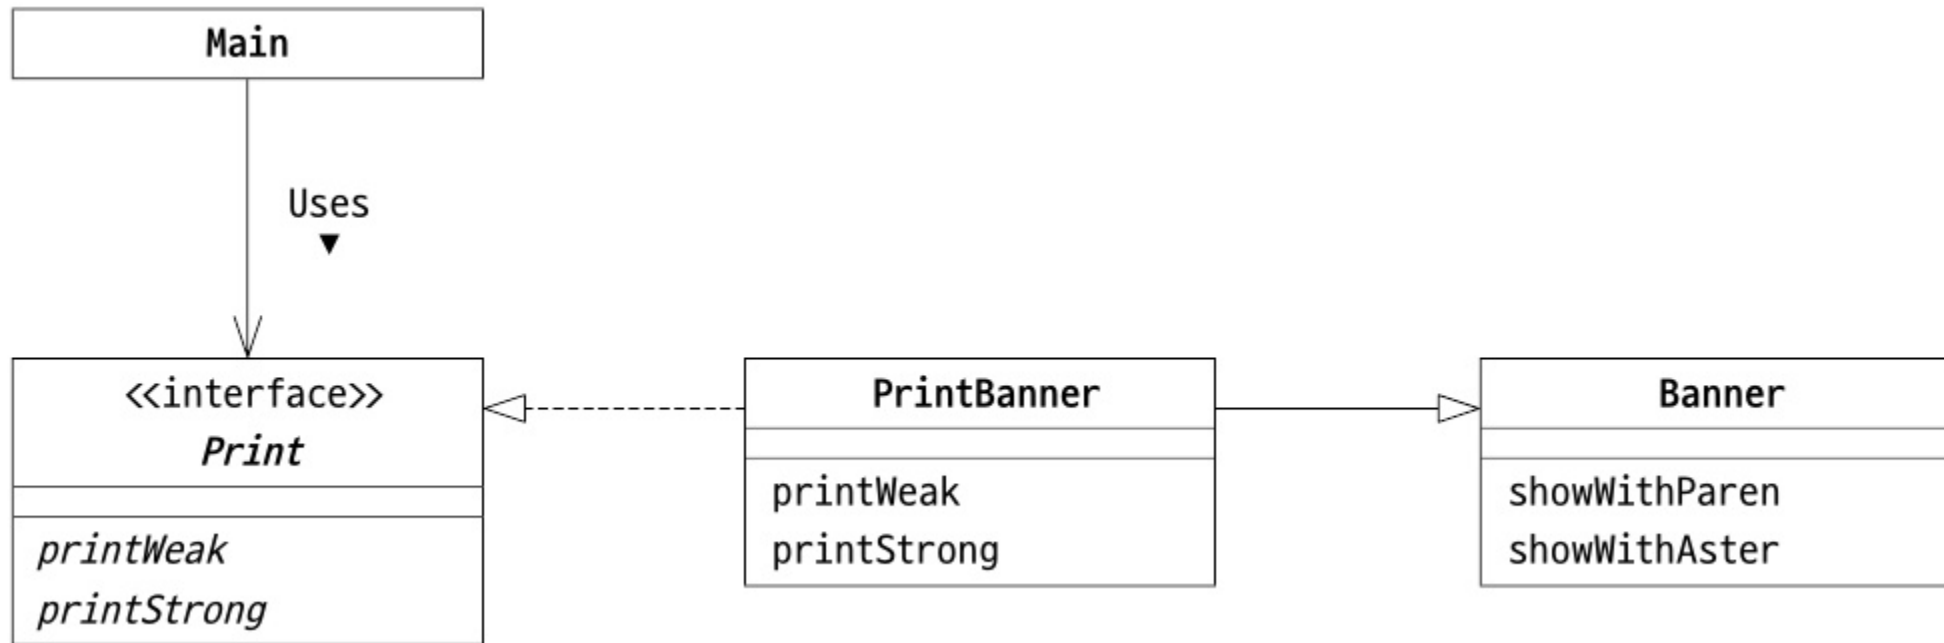 Main
Uses
▼
<<interface>>
Print
printWeak
printStrong
PrintBanner
printWeak
printStrong
Banner
showWithParen
showWithAster